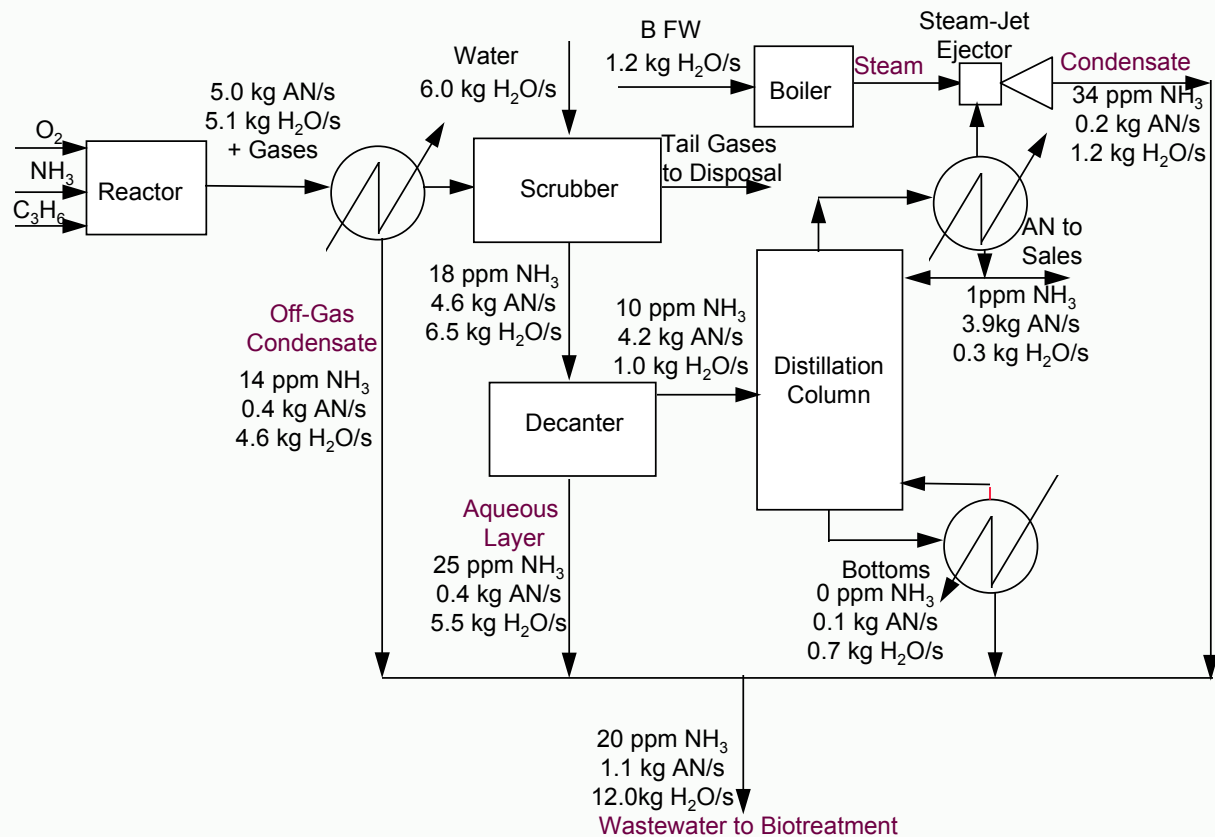 B FW
1.2 kg H₂O/s
Steam-Jet
Ejector
Water
6.0 kg H₂O/s
Steam
Condensate
Boiler
34 ppm NH₃
0.2 kg AN/s
1.2 kg H₂O/s
5.0 kg AN/s
5.1 kg H₂O/s
+ Gases
O₂
NH₃
C₃H₆
Reactor
Scrubber
Tail Gases
to Disposal
AN to
Sales
1ppm NH₃
3.9kg AN/s
0.3 kg H₂O/s
18 ppm NH₃
4.6 kg AN/s
6.5 kg H₂O/s
10 ppm NH₃
4.2 kg AN/s
1.0 kg H₂O/s
Off-Gas
Condensate
14 ppm NH₃
0.4 kg AN/s
4.6 kg H₂O/s
Distillation
Column
Decanter
Aqueous
Layer
25 ppm NH₃
0.4 kg AN/s
5.5 kg H₂O/s
Bottoms
0 ppm NH₃
0.1 kg AN/s
0.7 kg H₂O/s
20 ppm NH₃
1.1 kg AN/s
12.0kg H₂O/s
Wastewater to Biotreatment